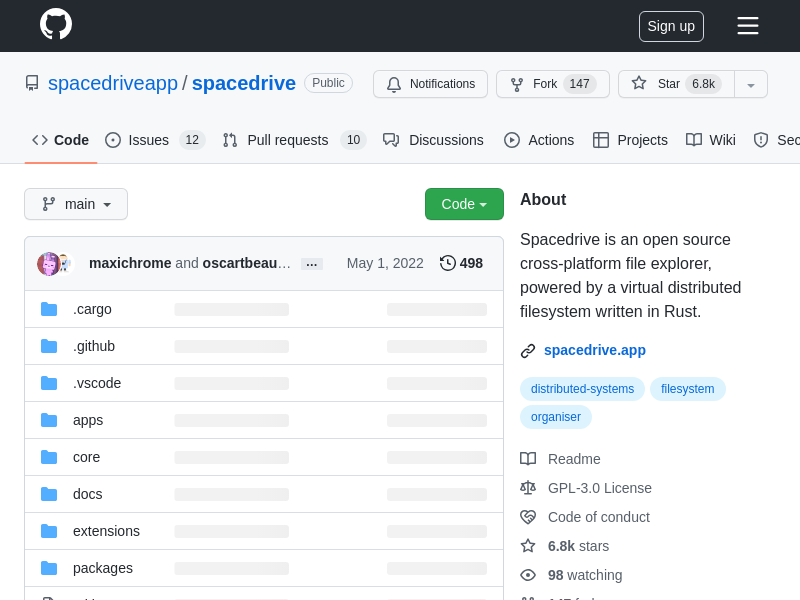 Sign up
spacedriveapp / spacedrive Public Notifications Fork 147 Star 6.8k
Code Issues 12 Pull requests 10 Discussions Actions Projects Wiki Sec
main Code About
Spacedrive is an open source
cross-platform file explorer,
powered by a virtual distributed
filesystem written in Rust.
maxichrome and oscartbeau… … May 1, 2022 498
.cargo
.github
.vscode
apps
core
docs
extensions
packages
spacedrive.app
distributed-systems filesystem
organiser
Readme
GPL-3.0 License
Code of conduct
6.8k stars
98 watching